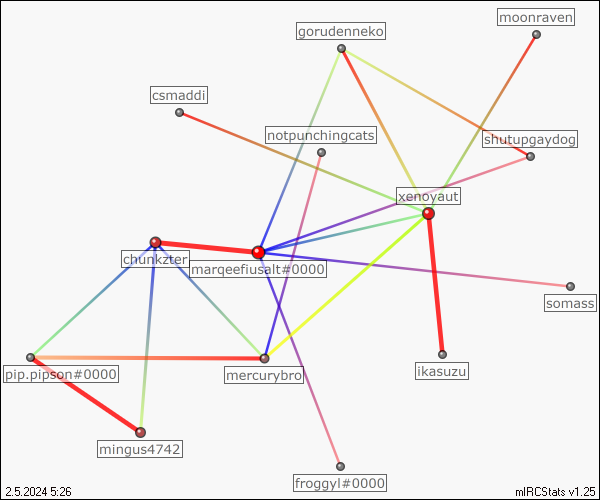 moonraven
gorudenneko
csmaddi
notpunchingcats
shutupgaydog
xenoyaut
chunkzter
marqeefiusalt#0000
somass
pip.pipson#0000
mercurybro
ikasuzu
mingus4742
froggyl#0000
2.5.2024 5:26
mIRCStats v1.25